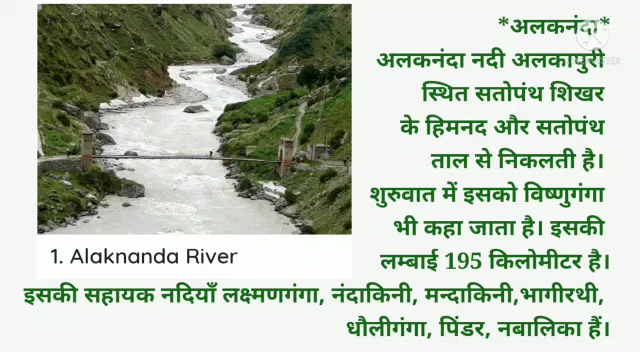 *अलकनंदा*
अलकनंदा नदी अलकापुरी
स्थित सतोपंथ शिखर
के हिमनद और सतोपंथ
ताल से निकलती है।
शुरुवात में इसको विष्णुगंगा
भी कहा जाता है। इसकी
लम्बाई 195 किलोमीटर है।
1. Alaknanda River
इसकी सहायक नदियाँ लक्ष्मणगंगा, नंदाकिनी, मन्दाकिनी,भागीरथी,
धौलीगंगा, पिंडर, नबालिका हैं।